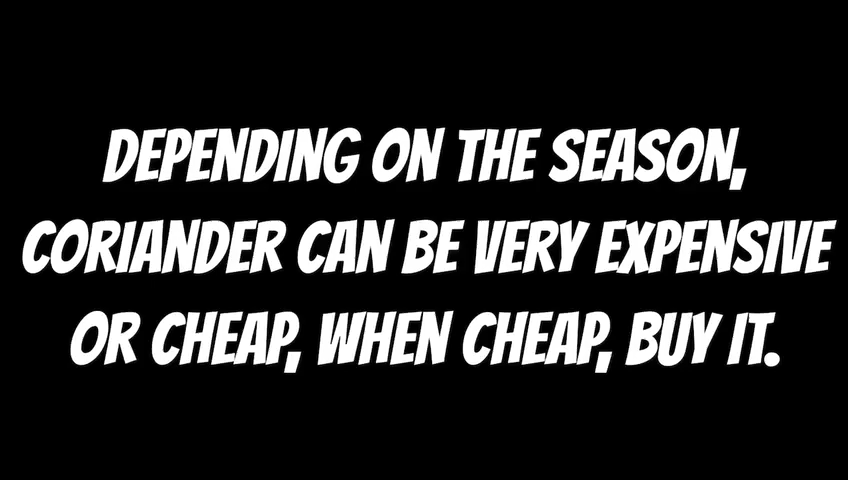 DEPENDING ON THE SEASON,
CORIANDER CAN BE VERY EXPENSIVE
OR CHEAP, WHEN CHEAP, BUY IT.